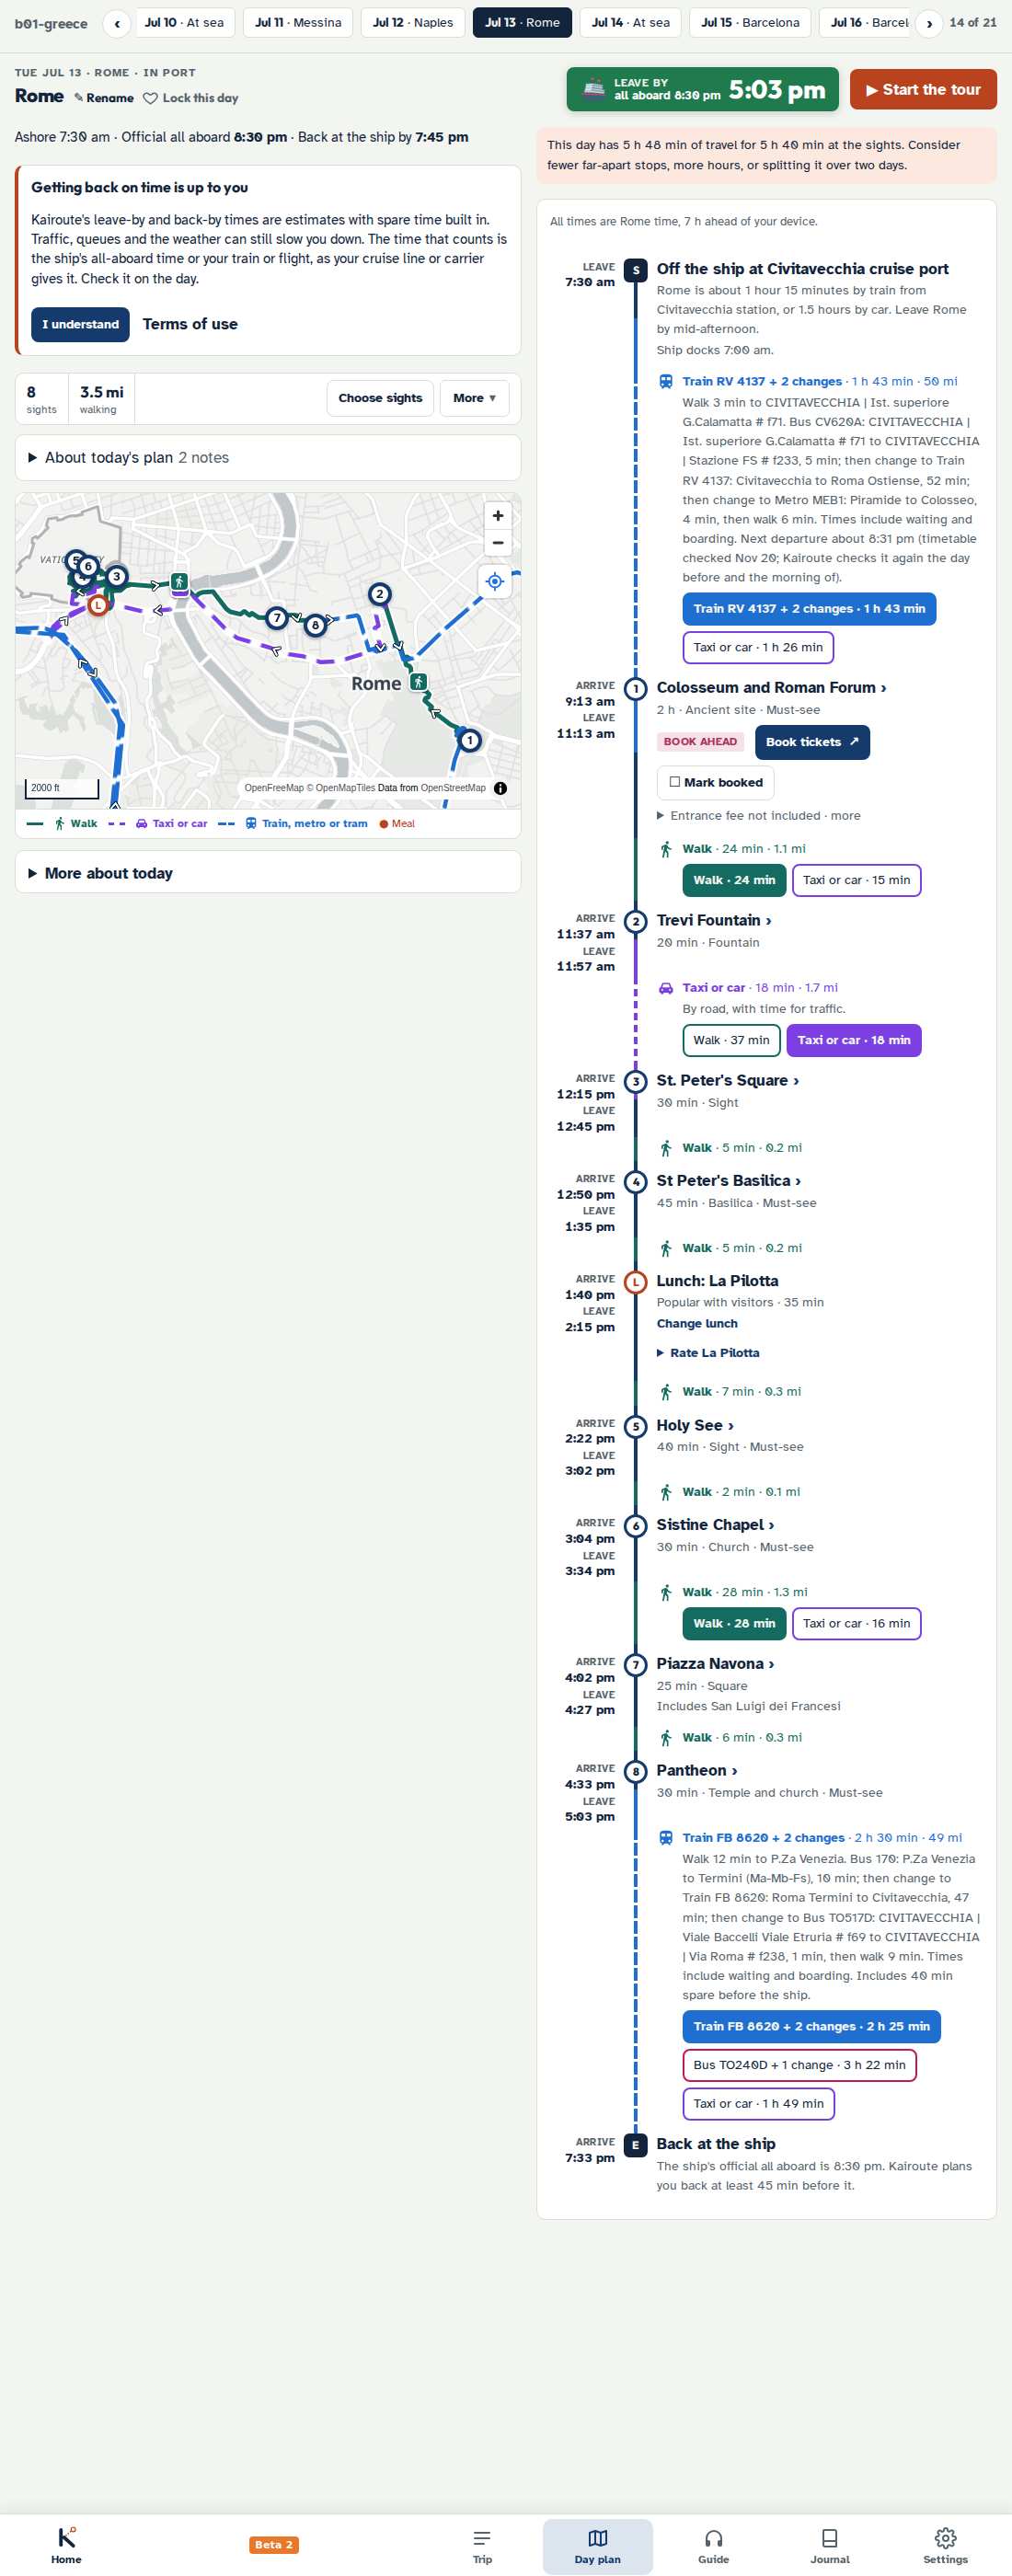 b01-greece
‹
Jul 10 · At sea
Jul 11 · Messina
Jul 12 · Naples
Jul 13 · Rome
Jul 14 · At sea
Jul 15 · Barcelona
Jul 16 · Barcel
›
14 of 21
TUE JUL 13 · ROME · IN PORT
Rome ✎ Rename Lock this day
LEAVE BY
all aboard 8:30 pm 5:03 pm
▶ Start the tour
Ashore 7:30 am · Official all aboard 8:30 pm · Back at the ship by 7:45 pm
Getting back on time is up to you
Kairoute's leave-by and back-by times are estimates with spare time built in.
Traffic, queues and the weather can still slow you down. The time that counts is
the ship's all-aboard time or your train or flight, as your cruise line or carrier
gives it. Check it on the day.
I understand Terms of use
8
sights
3.5 mi
walking
Choose sights
More ▼
▶ About today's plan 2 notes
VATIC
TY
5
6
4
3
L
2
7
8
Rome
1
+
−
2000 ft
OpenFreeMap © OpenMapTiles Data from OpenStreetMap
Walk Taxi or car Train, metro or tram Meal
▶ More about today
This day has 5 h 48 min of travel for 5 h 40 min at the sights. Consider
fewer far-apart stops, more hours, or splitting it over two days.
All times are Rome time, 7 h ahead of your device.
LEAVE
7:30 am
S
Off the ship at Civitavecchia cruise port
Rome is about 1 hour 15 minutes by train from
Civitavecchia station, or 1.5 hours by car. Leave Rome
by mid-afternoon.
Ship docks 7:00 am.
Train RV 4137 + 2 changes · 1 h 43 min · 50 mi
Walk 3 min to CIVITAVECCHIA | Ist. superiore
G.Calamatta # f71. Bus CV620A: CIVITAVECCHIA |
Ist. superiore G.Calamatta # f71 to CIVITAVECCHIA
| Stazione FS # f233, 5 min; then change to Train
RV 4137: Civitavecchia to Roma Ostiense, 52 min;
then change to Metro MEB1: Piramide to Colosseo,
4 min, then walk 6 min. Times include waiting and
boarding. Next departure about 8:31 pm (timetable
checked Nov 20; Kairoute checks it again the day
before and the morning of).
Train RV 4137 + 2 changes · 1 h 43 min
Taxi or car · 1 h 26 min
ARRIVE
9:13 am
LEAVE
11:13 am
1
Colosseum and Roman Forum ›
2 h · Ancient site · Must-see
BOOK AHEAD
Book tickets ↗
☐ Mark booked
▶ Entrance fee not included · more
Walk · 24 min · 1.1 mi
Walk · 24 min
Taxi or car · 15 min
ARRIVE
11:37 am
LEAVE
11:57 am
2
Trevi Fountain ›
20 min · Fountain
Taxi or car · 18 min · 1.7 mi
By road, with time for traffic.
Walk · 37 min
Taxi or car · 18 min
ARRIVE
12:15 pm
LEAVE
12:45 pm
3
St. Peter's Square ›
30 min · Sight
Walk · 5 min · 0.2 mi
ARRIVE
12:50 pm
LEAVE
1:35 pm
4
St Peter's Basilica ›
45 min · Basilica · Must-see
Walk · 5 min · 0.2 mi
ARRIVE
1:40 pm
LEAVE
2:15 pm
L
Lunch: La Pilotta
Popular with visitors · 35 min
Change lunch
▶ Rate La Pilotta
Walk · 7 min · 0.3 mi
ARRIVE
2:22 pm
LEAVE
3:02 pm
5
Holy See ›
40 min · Sight · Must-see
Walk · 2 min · 0.1 mi
ARRIVE
3:04 pm
LEAVE
3:34 pm
6
Sistine Chapel ›
30 min · Church · Must-see
Walk · 28 min · 1.3 mi
Walk · 28 min
Taxi or car · 16 min
ARRIVE
4:02 pm
LEAVE
4:27 pm
7
Piazza Navona ›
25 min · Square
Includes San Luigi dei Francesi
Walk · 6 min · 0.3 mi
ARRIVE
4:33 pm
LEAVE
5:03 pm
8
Pantheon ›
30 min · Temple and church · Must-see
Train FB 8620 + 2 changes · 2 h 30 min · 49 mi
Walk 12 min to P.Za Venezia. Bus 170: P.Za Venezia
to Termini (Ma-Mb-Fs), 10 min; then change to
Train FB 8620: Roma Termini to Civitavecchia, 47
min; then change to Bus TO517D: CIVITAVECCHIA |
Viale Baccelli Viale Etruria # f69 to CIVITAVECCHIA
| Via Roma # f238, 1 min, then walk 9 min. Times
include waiting and boarding. Includes 40 min
spare before the ship.
Train FB 8620 + 2 changes · 2 h 25 min
Bus TO240D + 1 change · 3 h 22 min
Taxi or car · 1 h 49 min
ARRIVE
7:33 pm
E
Back at the ship
The ship's official all aboard is 8:30 pm. Kairoute plans
you back at least 45 min before it.
Home
Beta 2
Trip
Day plan
Guide
Journal
Settings